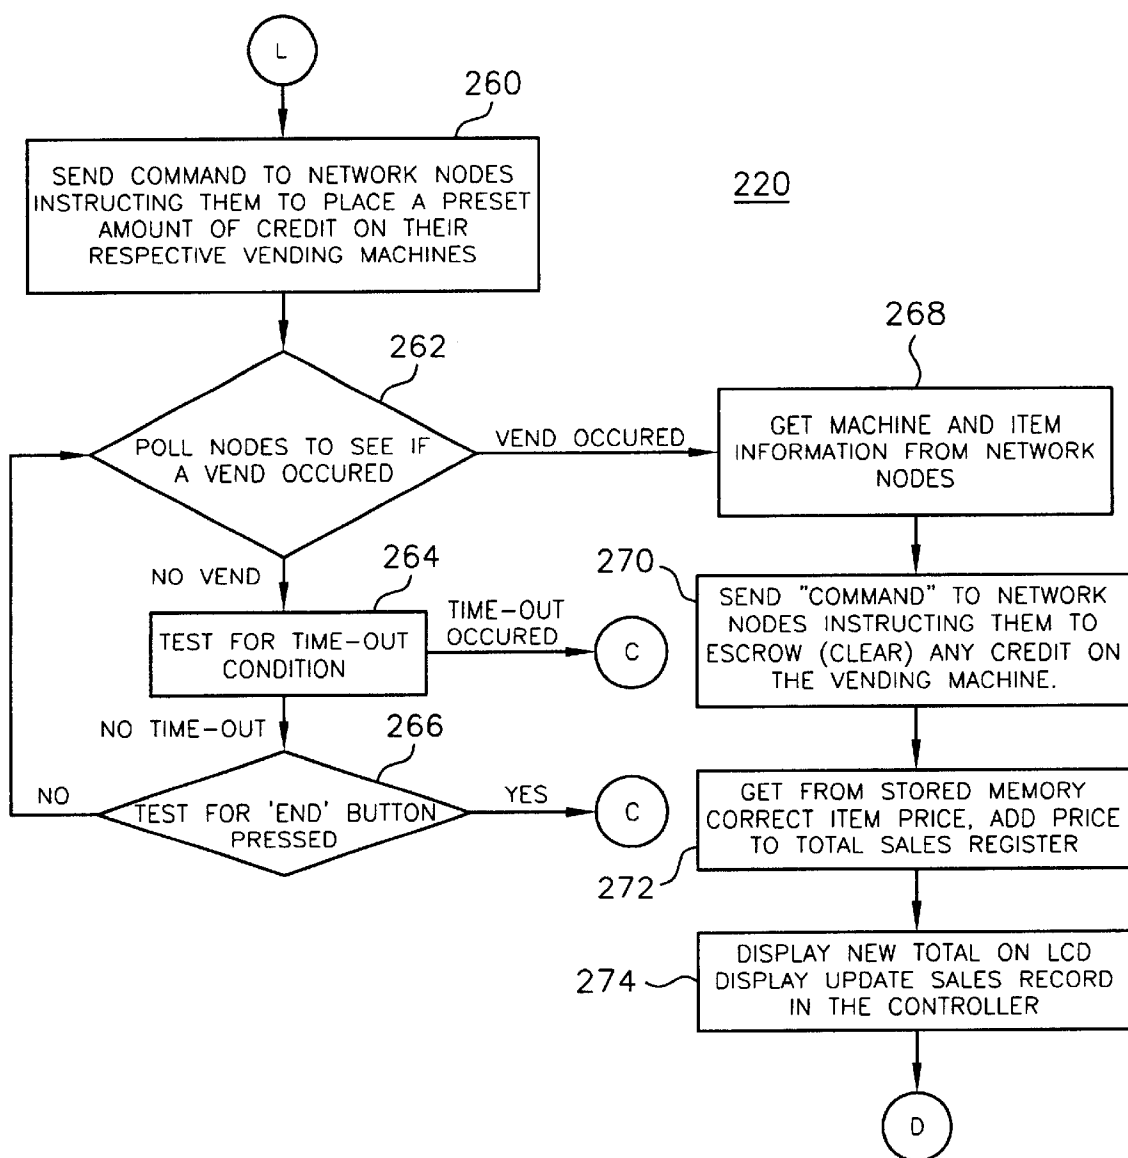 L
260
SEND COMMAND TO NETWORK NODES
INSTRUCTING THEM TO PLACE A PRESET
AMOUNT OF CREDIT ON THEIR
RESPECTIVE VENDING MACHINES
220
262
POLL NODES TO SEE IF
A VEND OCCURED
VEND OCCURED
268
GET MACHINE AND ITEM
INFORMATION FROM NETWORK
NODES
NO VEND
264
TEST FOR TIME-OUT
CONDITION
TIME-OUT
OCCURED
C
270
SEND "COMMAND" TO NETWORK
NODES INSTRUCTING THEM TO
ESCROW (CLEAR) ANY CREDIT ON
THE VENDING MACHINE.
NO TIME-OUT
266
NO
TEST FOR 'END' BUTTON
PRESSED
YES
C
GET FROM STORED MEMORY
CORRECT ITEM PRICE, ADD PRICE
TO TOTAL SALES REGISTER
272
DISPLAY NEW TOTAL ON LCD
DISPLAY UPDATE SALES RECORD
IN THE CONTROLLER
274
D